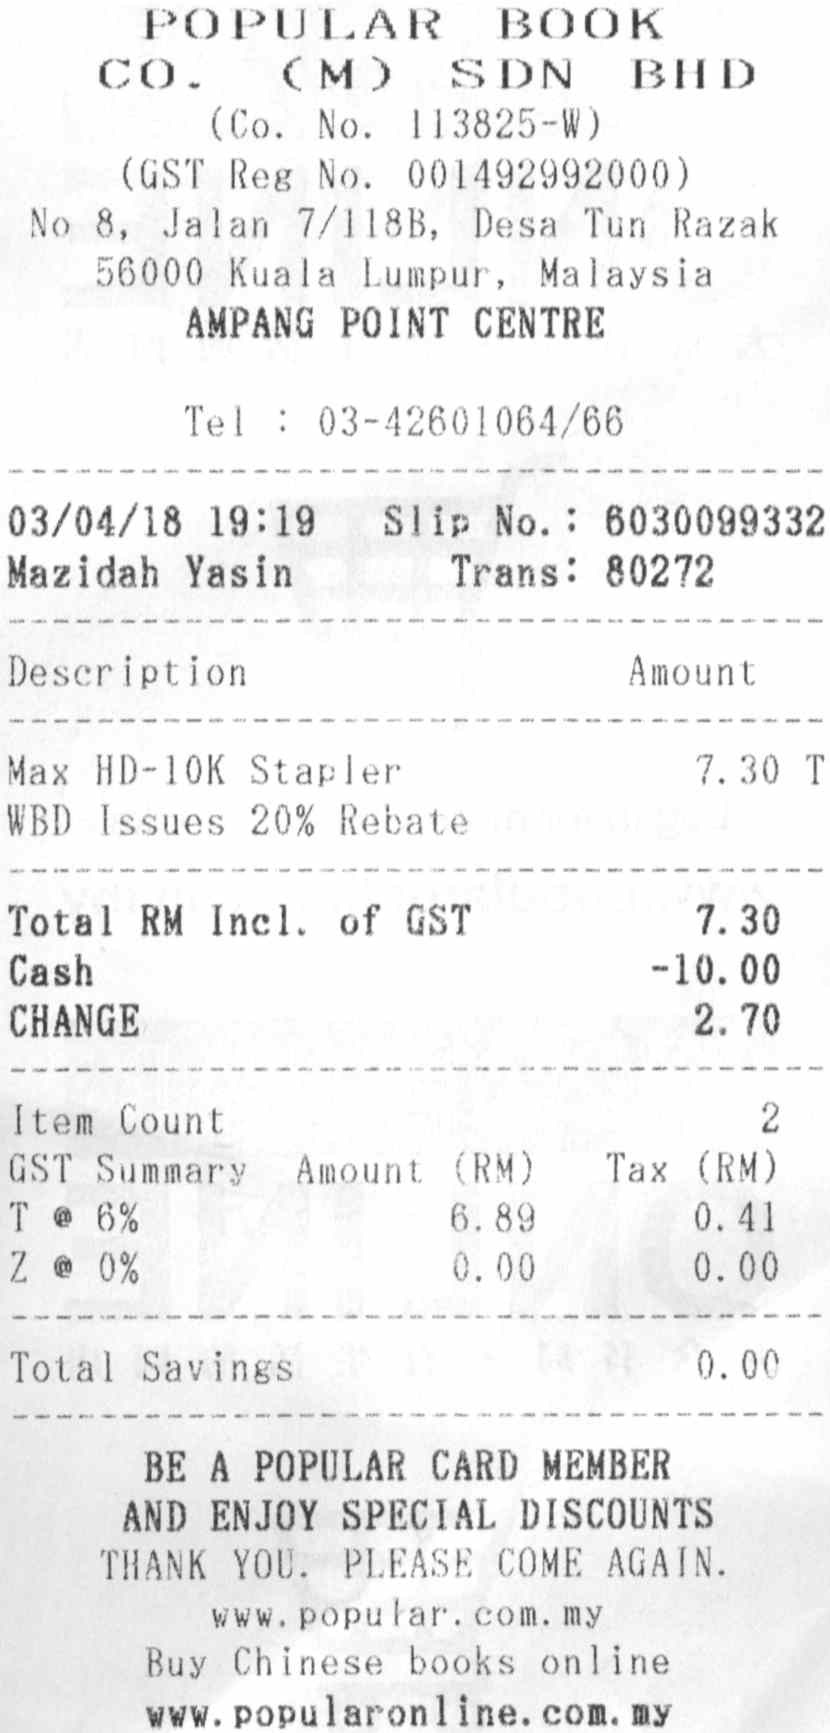 POPULAR BOOK
CO. (M) SDN BHD
(Co. No. 113825-W)
(GST Reg No. 001492992000)
No 8, Jalan 7/118B, Desa Tun Razak
56000 Kuala Lumpur, Malaysia
AMPANG POINT CENTRE
Tel : 03-42601064/66
03/04/18 19:19 Slip No.: 6030099332
Mazidah Yasin Trans: 80272
Description Amount
Max HD-10K Stapler 7.30 T
WBD Issues 20% Rebate
Total RM Incl. of GST 7.30
Cash -10.00
CHANGE 2.70
Item Count 2
GST Summary Amount (RM) Tax (RM)
T @ 6% 6.89 0.41
Z @ 0% 0.00 0.00
Total Savings 0.00
BE A POPULAR CARD MEMBER
AND ENJOY SPECIAL DISCOUNTS
THANK YOU. PLEASE COME AGAIN.
www.popular.com.my
Buy Chinese books online
www.popularonline.com.my